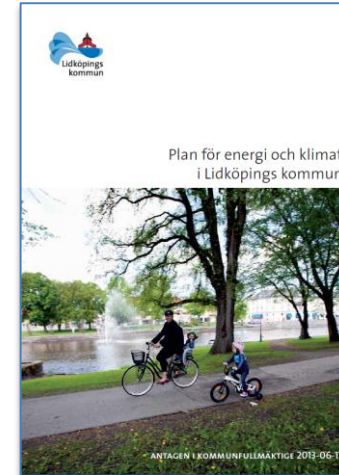 Lidköpings
kommun
Plan för energi och klimat
i Lidköpings kommun
ANTAGEN I KOMMUNFULLMÄKTIGE 2013-06-1